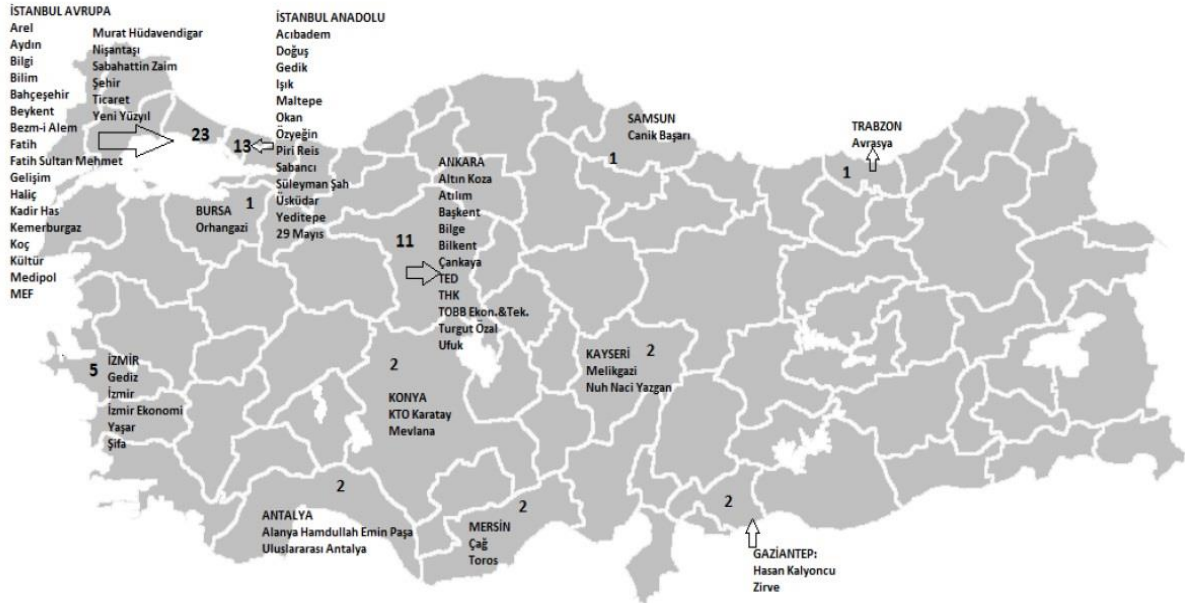 İSTANBUL AVRUPA
Arel
Aydın
Bilgi
Bilim
Bahçeşehir
Beykent
Bezm-i Alem
Fatih
Fatih Sultan Mehmet
Gelişim
Haliç
Kadir Has
Kemerburgaz
Koç
Kültür
Medipol
MEF
Murat Hüdavendigar
Nişantaşı
Sabahattin Zaim
Şehir
Ticaret
Yeni Yüzyıl
23
13
İSTANBUL ANADOLU
Acıbadem
Doğuş
Gedik
Işık
Maltepe
Okan
Özyeğin
Piri Reis
Sabancı
Süleyman Şah
Üsküdar
Yeditepe
29 Mayıs
1
BURSA
Orhangazi
11
ANKARA
Altın Koza
Atılım
Başkent
Bilge
Bilkent
Çankaya
TED
THK
TOBB Ekon.&Tek.
Turgut Özal
Ufuk
SAMSUN
Canik Başarı
1
TRABZON
Avrasya
1
5
İZMİR
Gediz
İzmir
İzmir Ekonomi
Yaşar
Şifa
2
KONYA
KTO Karatay
Mevlana
KAYSERİ 2
Melikgazi
Nuh Naci Yazgan
2
ANTALYA
Alanya Hamdullah Emin Paşa
Uluslararası Antalya
2
MERSİN
Çağ
Toros
2
GAZİANTEP:
Hasan Kalyoncu
Zirve